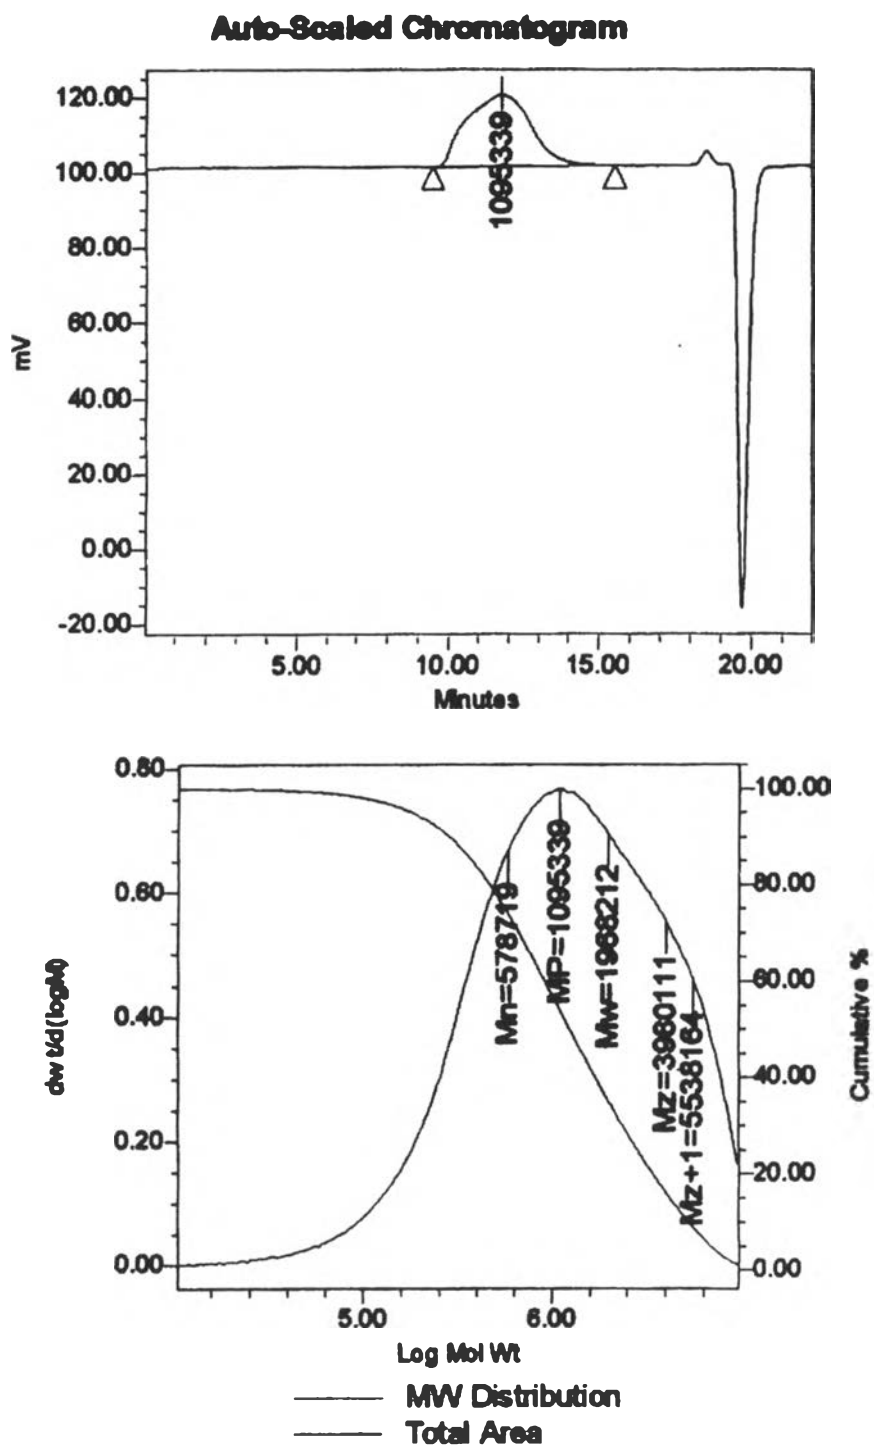 Auto-Scaled Chromatogram
120.00
100.00
80.00
60.00
40.00
20.00
0.00
-20.00
mV
1095339
5.00
10.00
15.00
20.00
Minutes
0.80
0.60
0.40
0.20
0.00
dw t/d(logM)
100.00
80.00
60.00
40.00
20.00
0.00
Cumulative %
Mn=578719
MP=1095339
Mw=1968212
Mz=3980111
Mz+1=5538164
5.00
6.00
Log Mol Wt
MW Distribution
Total Area